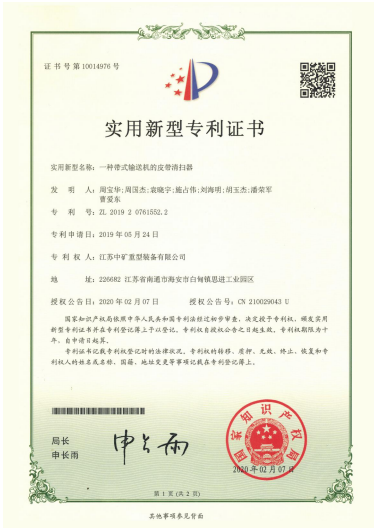 证书号第10014976号
实用新型专利证书
实用新型名称：一种带式输送机的皮带清扫器
发 明 人：周宝华;周国杰;袁晓宇;施占伟;刘海明;胡玉杰;潘荣军
曹爱东
专 利 号：ZL 2019 2 0761552.2
专利申请日：2019年05月24日
专 利 权 人：江苏中矿重型装备有限公司
地 址：226682 江苏省南通市海安市白甸镇思进工业园区
授权公告日：2020年02月07日 授权公告号：CN 210029043 U
国家知识产权局依照中华人民共和国专利法经过初步审查，决定授予专利权，颁发实用
新型专利证书并在专利登记簿上予以登记。专利权自授权公告之日起生效。专利权期限为十
年，自申请日起算。
专利证书记载专利权登记时的法律状况。专利权的转移、质押、无效、终止、恢复和专
利权人的姓名或名称、国籍、地址变更等事项记载在专利登记簿上。
局长
申长雨
申长雨
国家知识产权局
2020年02月07日
第 1 页 (共 2 页)
其他事项参见背面